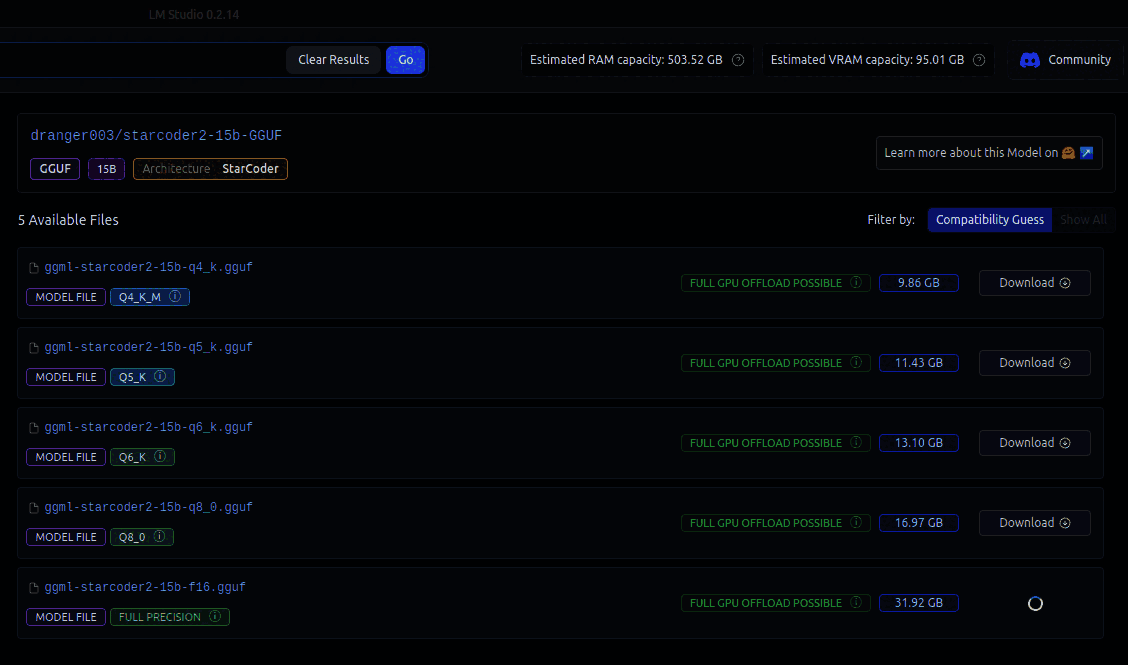 LM Studio 0.2.14
Clear Results Go Estimated RAM capacity: 503.52 GB ? Estimated VRAM capacity: 95.01 GB ? Community
dranger003/starcoder2-15b-GGUF
GGUF 15B Architecture StarCoder
Learn more about this Model on
5 Available Files Filter by: Compatibility Guess Show All
ggml-starcoder2-15b-q4_k.gguf
MODEL FILE Q4_K_M FULL GPU OFFLOAD POSSIBLE 9.86 GB Download
ggml-starcoder2-15b-q5_k.gguf
MODEL FILE Q5_K FULL GPU OFFLOAD POSSIBLE 11.43 GB Download
ggml-starcoder2-15b-q6_k.gguf
MODEL FILE Q6_K FULL GPU OFFLOAD POSSIBLE 13.10 GB Download
ggml-starcoder2-15b-q8_0.gguf
MODEL FILE Q8_0 FULL GPU OFFLOAD POSSIBLE 16.97 GB Download
ggml-starcoder2-15b-f16.gguf
MODEL FILE FULL PRECISION FULL GPU OFFLOAD POSSIBLE 31.92 GB